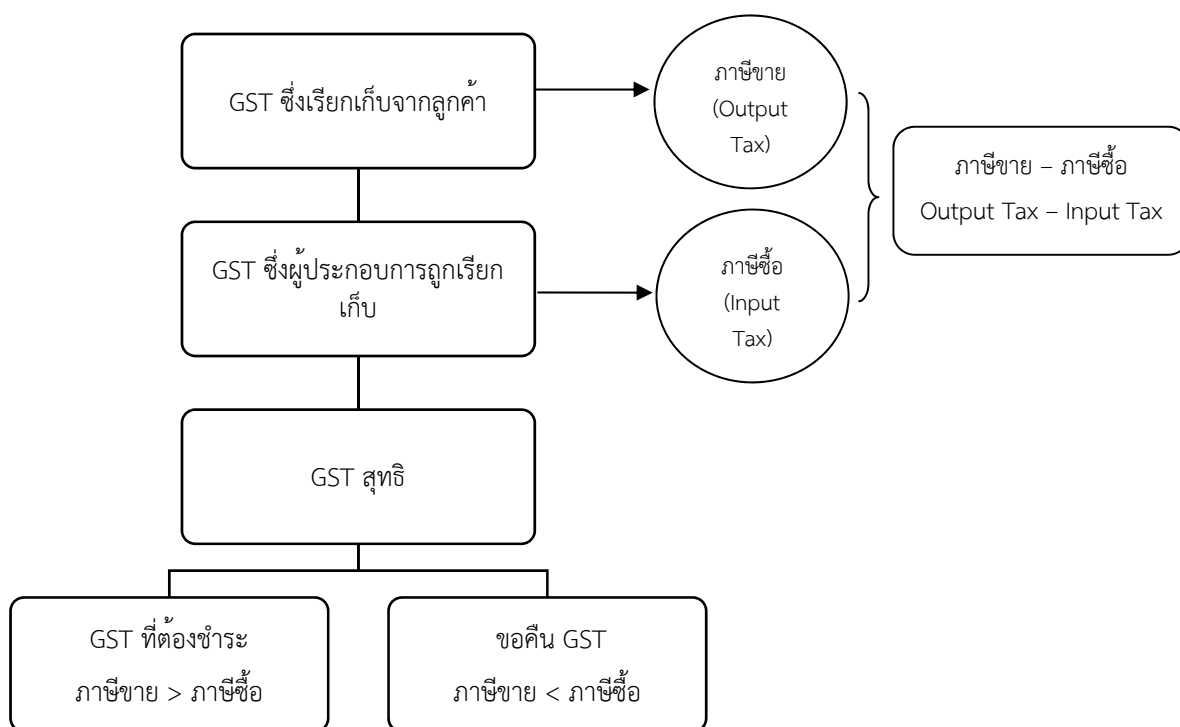 GST ซึ่งเรียกเก็บจากลูกค้า
ภาษีขาย
(Output
Tax)
ภาษีขาย – ภาษีซื้อ
Output Tax – Input Tax
GST ซึ่งผู้ประกอบการถูกเรียก
เก็บ
ภาษีซื้อ
(Input
Tax)
GST สุทธิ
GST ที่ต้องชำระ
ภาษีขาย > ภาษีซื้อ
ขอคืน GST
ภาษีขาย < ภาษีซื้อ